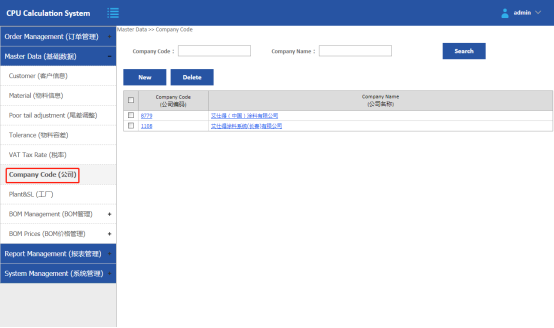 CPU Calculation System
admin
Order Management (订单管理)
Master Data (基础数据)
Customer (客户信息)
Material (物料信息)
Poor tail adjustment (尾差调整)
Tolerance (物料容差)
VAT Tax Rate (税率)
Company Code (公司)
Plant&SL (工厂)
BOM Management (BOM管理) +
BOM Prices (BOM价格管理) +
Report Management (报表管理)
System Management (系统管理)
Master Data >> Company Code
Company Code : Company Name : Search
New Delete
Company Code Company Name
(公司编码) (公司名称)
8779 艾仕得(中国)涂料有限公司
1108 艾仕得涂料系统(长春)有限公司